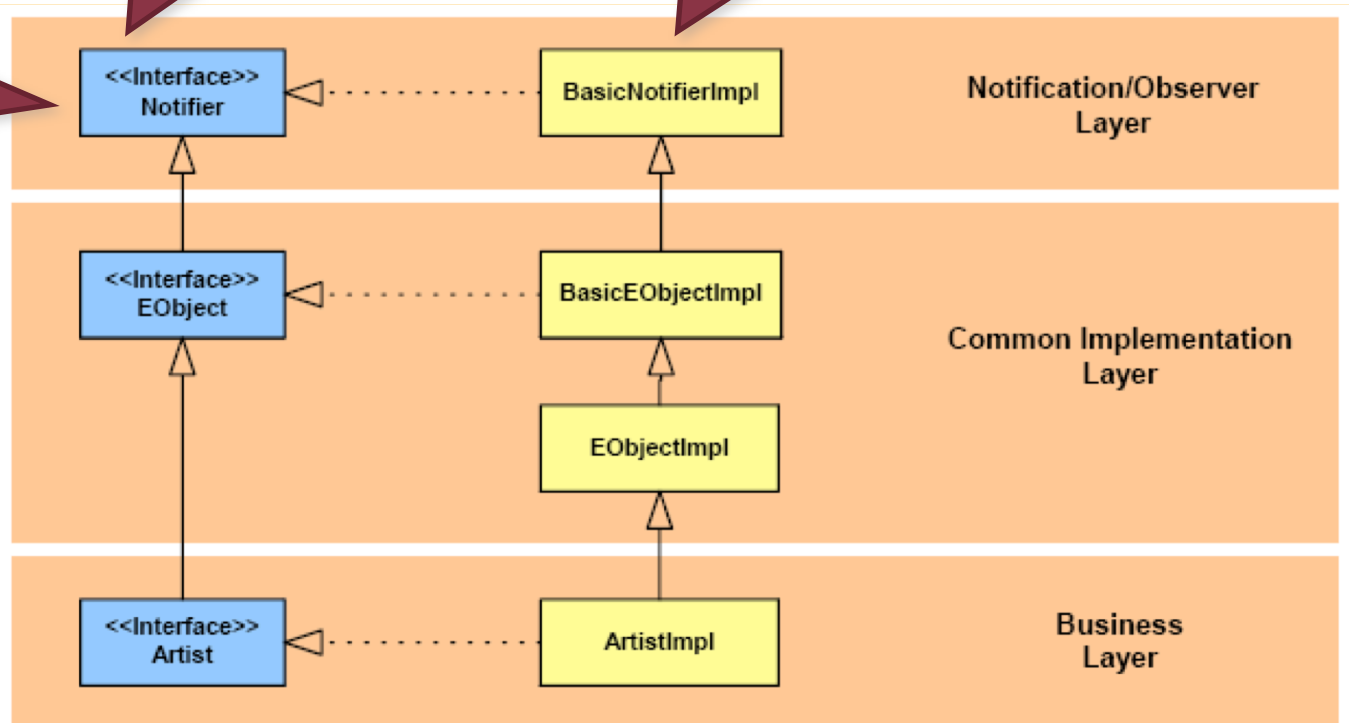 <<Interface>>
Notifier
BasicNotifierImpl
Notification/Observer
Layer
<<Interface>>
EObject
BasicEObjectImpl
Common Implementation
Layer
EObjectImpl
<<Interface>>
Artist
ArtistImpl
Business
Layer